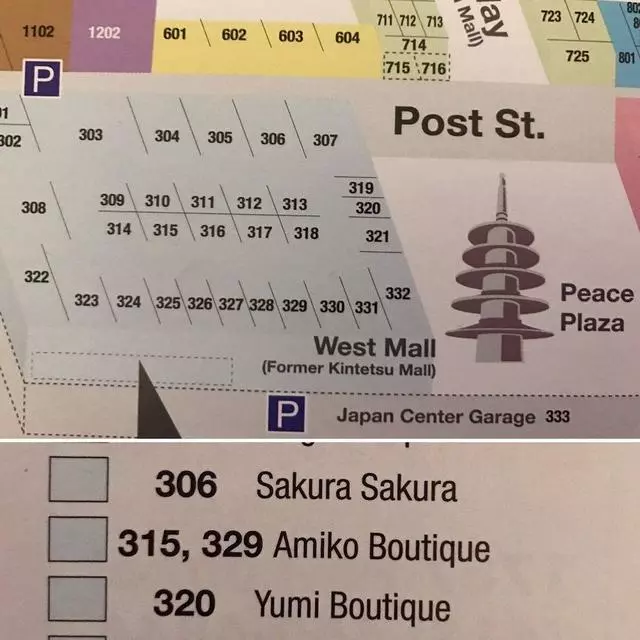 1102
1202
601 602 603 604
711 712 713
714
715 716
Mall)
723 724
725
801
P
302
303 304 305 306 307
Post St.
308
309 310 311 312 313
314 315 316 317 318
319
320
321
322
323 324 325 326 327 328 329 330 331 332
Peace
Plaza
West Mall
(Former Kintetsu Mall)
P Japan Center Garage 333
306 Sakura Sakura
315, 329 Amiko Boutique
320 Yumi Boutique